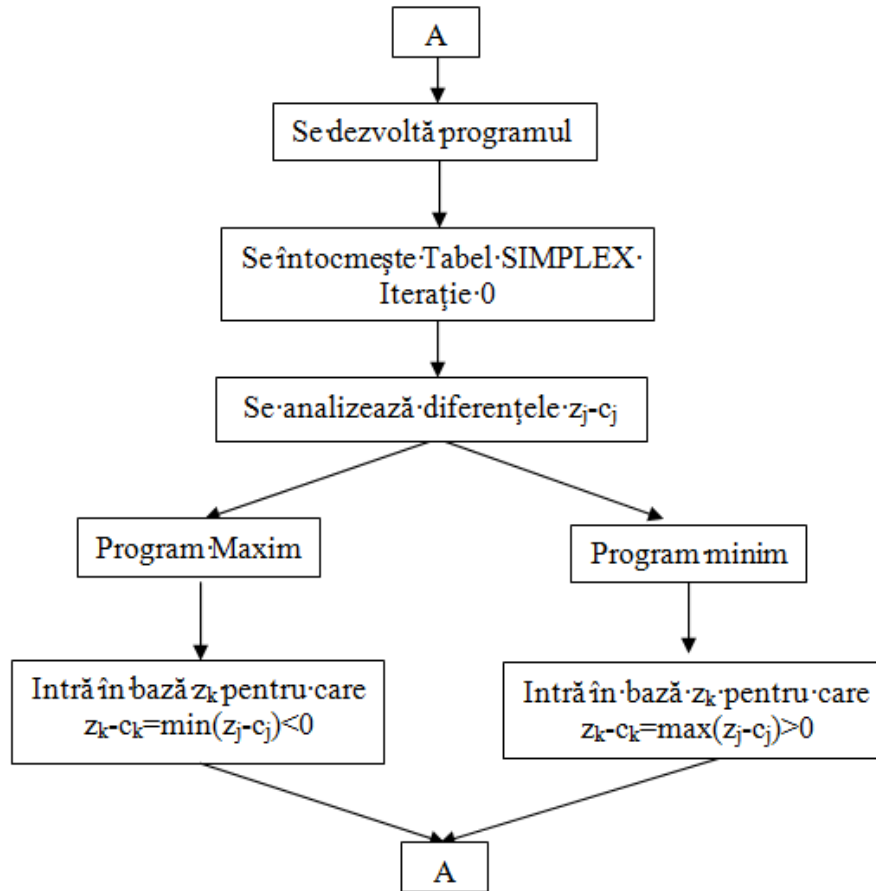 A
Se·dezvoltă·programul
Se·întocmește·Tabel·SIMPLEX·
Iteraţie·0
Se·analizează·diferenţele·zj-cj
Program·Maxim
Program·minim
Intră·în·bază·zk·pentru·care
zk-ck=min(zj-cj)<0
Intră·în·bază·zk·pentru·care
zk-ck=max(zj-cj)>0
A